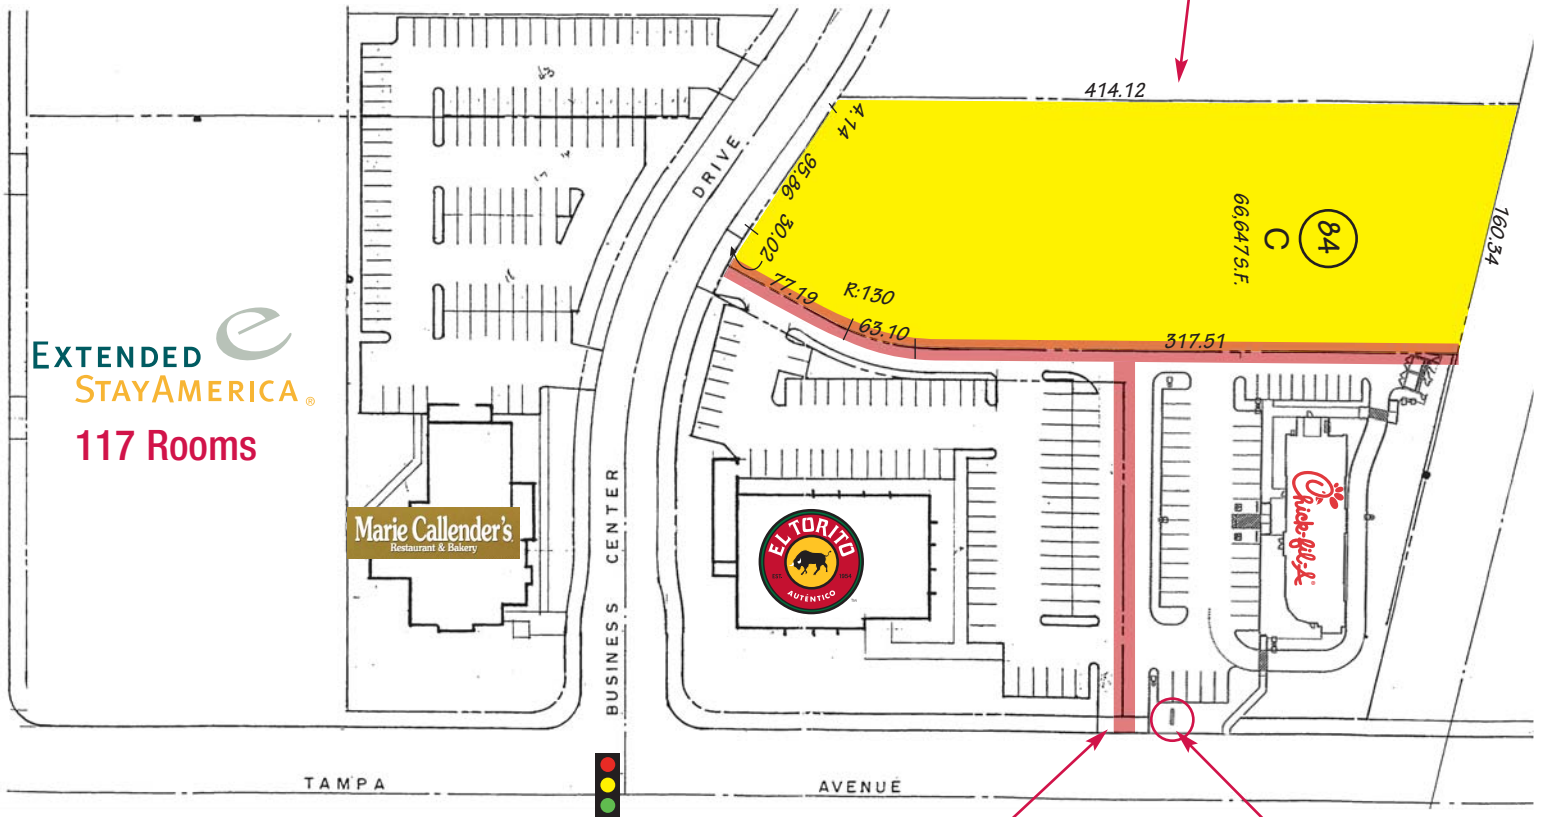 414.12
4.14
95.86
30.02
77.19
R:130
63.10
317.51
160.34
84
C
66,647 S.F.
DRIVE
EXTENDED
STAYAMERICA®
117 Rooms
Marie Callender's
Restaurant & Bakery
BUSINESS CENTER
EL TORITO
EST. 1954
AUTÉNTICO
Chick-fil-A®
TAMPA AVENUE